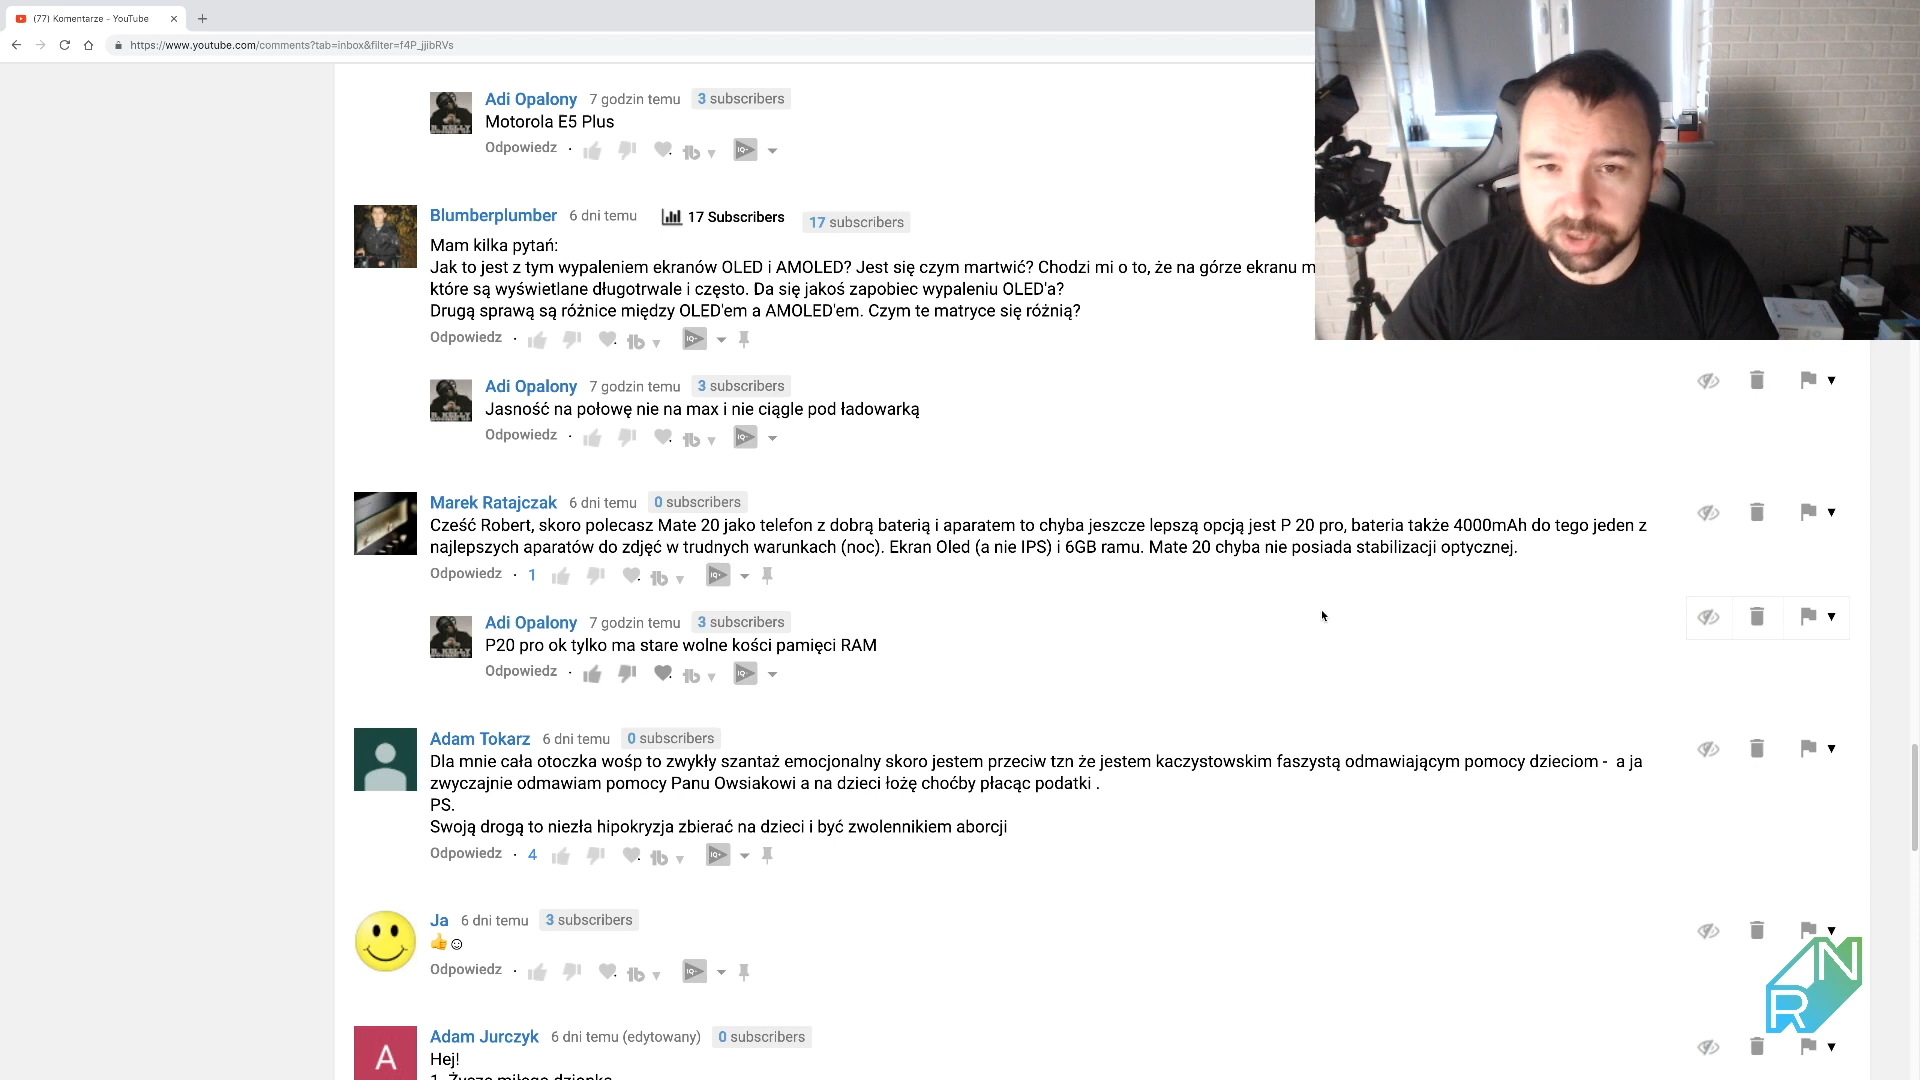 (77) Komentarze - YouTube
https://www.youtube.com/comments?tab=inbox&filter=f4P_jjibRVs
Adi Opalony 7 godzin temu 3 subscribers
Motorola E5 Plus
Odpowiedz
Blumberplumber 6 dni temu 17 Subscribers 17 subscribers
Mam kilka pytań:
Jak to jest z tym wypaleniem ekranów OLED i AMOLED? Jest się czym martwić? Chodzi mi o to, że na górze ekranu m
które są wyświetlane długotrwale i często. Da się jakoś zapobiec wypaleniu OLED'a?
Drugą sprawą są różnice między OLED'em a AMOLED'em. Czym te matryce się różnią?
Odpowiedz
Adi Opalony 7 godzin temu 3 subscribers
Jasność na połowę nie na max i nie ciągle pod ładowarką
Odpowiedz
Marek Ratajczak 6 dni temu 0 subscribers
Cześć Robert, skoro polecasz Mate 20 jako telefon z dobrą baterią i aparatem to chyba jeszcze lepszą opcją jest P 20 pro, bateria także 4000mAh do tego jeden z
najlepszych aparatów do zdjęć w trudnych warunkach (noc). Ekran Oled (a nie IPS) i 6GB ramu. Mate 20 chyba nie posiada stabilizacji optycznej.
Odpowiedz 1
Adi Opalony 7 godzin temu 3 subscribers
P20 pro ok tylko ma stare wolne kości pamięci RAM
Odpowiedz
Adam Tokarz 6 dni temu 0 subscribers
Dla mnie cała otoczka wośp to zwykły szantaż emocjonalny skoro jestem przeciw tzn że jestem kaczystowskim faszystą odmawiającym pomocy dzieciom - a ja
zwyczajnie odmawiam pomocy Panu Owsiakowi a na dzieci łożę choćby płacąc podatki .
PS.
Swoją drogą to niezła hipokryzja zbierać na dzieci i być zwolennikiem aborcji
Odpowiedz 4
Ja 6 dni temu 3 subscribers
Odpowiedz
RN
A
Adam Jurczyk 6 dni temu (edytowany) 0 subscribers
Hej!
1. Życzę miłego dzionka